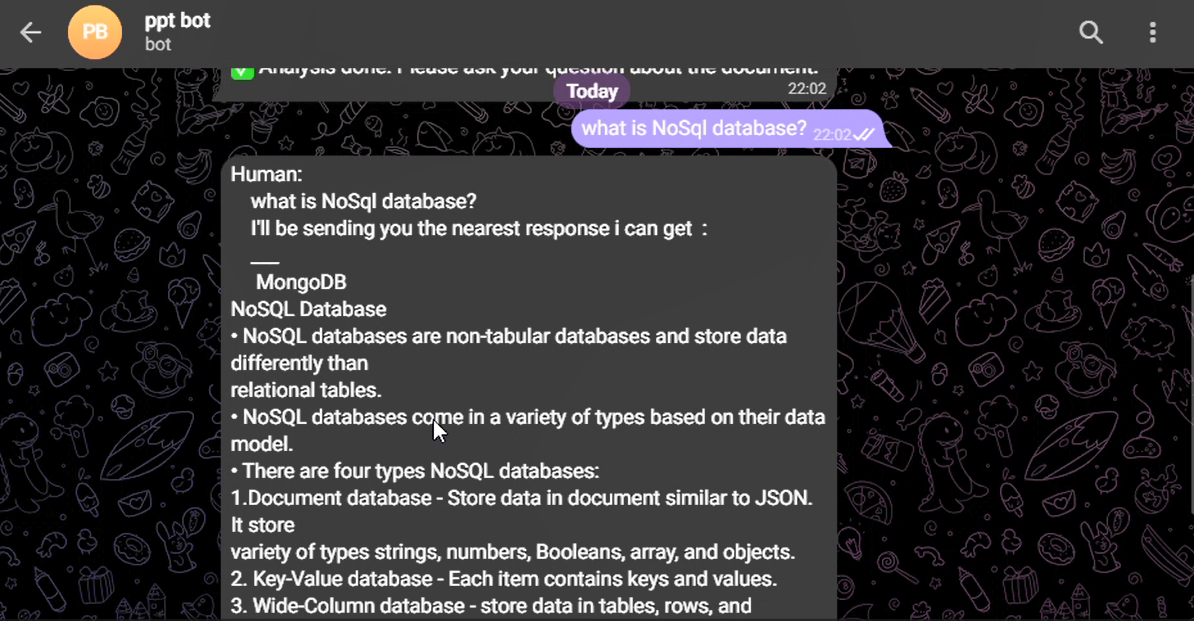 PB
ppt bot
bot
Analysis done. Please ask your question about the document.
22:02
Today
what is NoSql database? 22:02
Human:
what is NoSql database?
I'll be sending you the nearest response i can get :
___
MongoDB
NoSQL Database
• NoSQL databases are non-tabular databases and store data
differently than
relational tables.
• NoSQL databases come in a variety of types based on their data
model.
• There are four types NoSQL databases:
1.Document database - Store data in document similar to JSON.
It store
variety of types strings, numbers, Booleans, array, and objects.
2. Key-Value database - Each item contains keys and values.
3. Wide-Column database - store data in tables, rows, and